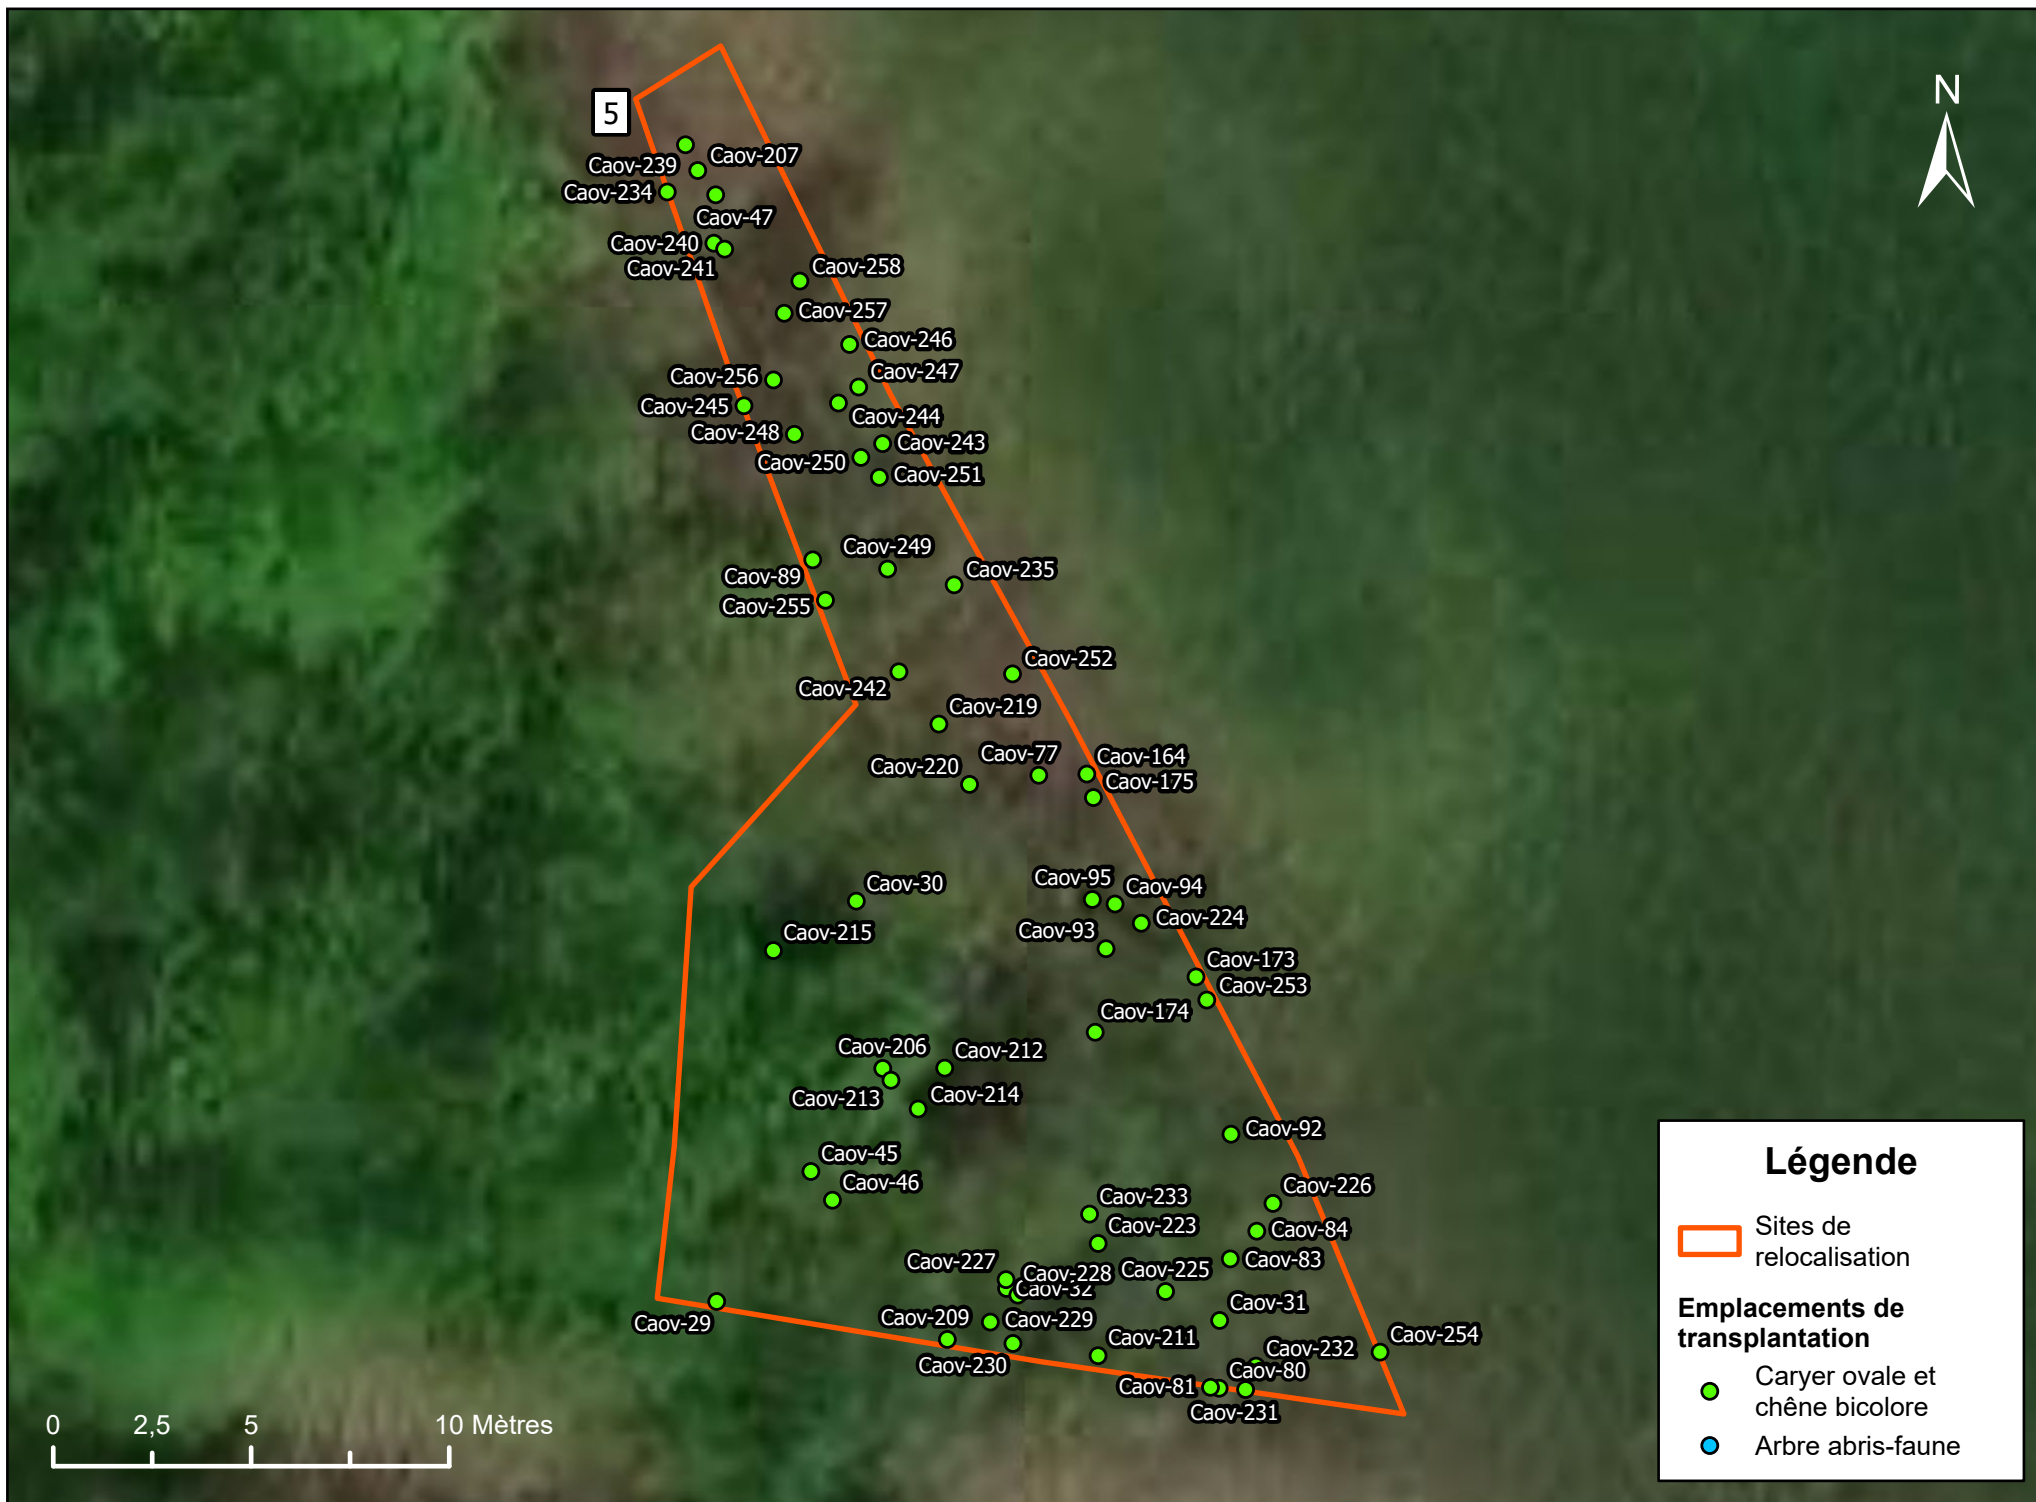 N
5
Caov-207
Caov-239
Caov-234
Caov-47
Caov-240
Caov-241
Caov-258
Caov-257
Caov-246
Caov-247
Caov-256
Caov-245
Caov-244
Caov-248
Caov-243
Caov-250
Caov-251
Caov-249
Caov-235
Caov-89
Caov-255
Caov-252
Caov-242
Caov-219
Caov-77
Caov-164
Caov-220
Caov-175
Caov-95
Caov-30
Caov-94
Caov-224
Caov-93
Caov-215
Caov-173
Caov-253
Caov-174
Caov-206
Caov-212
Caov-213
Caov-214
Caov-92
Caov-45
Caov-46
Caov-226
Caov-233
Caov-223
Caov-84
Caov-83
Caov-227
Caov-228
Caov-225
Caov-32
Caov-31
Caov-29
Caov-209
Caov-229
Caov-211
Caov-254
Caov-232
Caov-230
Caov-80
Caov-81
Caov-231
0 2,5 5 10 Mètres
Légende
Sites de
relocalisation
Emplacements de
transplantation
Caryer ovale et
chêne bicolore
Arbre abris-faune